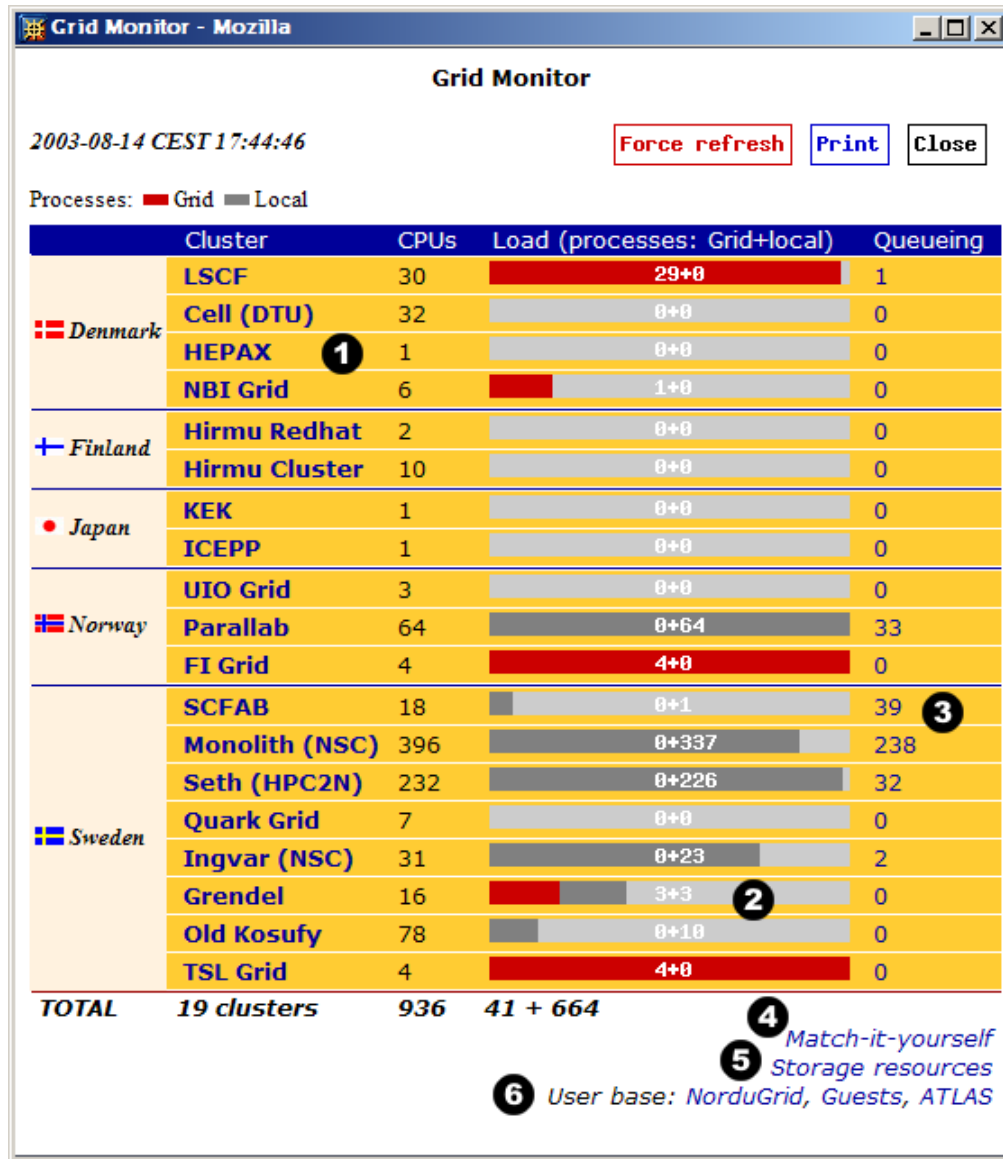 Grid Monitor - Mozilla
Grid Monitor
2003-08-14 CEST 17:44:46
Force refresh Print Close
Processes: Grid Local
Cluster CPUs Load (processes: Grid+local) Queueing
Denmark
LSCF 30 29+0 1
Cell (DTU) 32 0+0 0
HEPAX 1 1 0+0 0
NBI Grid 6 1+0 0
Finland
Hirmu Redhat 2 0+0 0
Hirmu Cluster 10 0+0 0
Japan
KEK 1 0+0 0
ICEPP 1 0+0 0
Norway
UIO Grid 3 0+0 0
Parallab 64 0+64 33
FI Grid 4 4+0 0
Sweden
SCFAB 18 0+1 39 3
Monolith (NSC) 396 0+337 238
Seth (HPC2N) 232 0+226 32
Quark Grid 7 0+0 0
Ingvar (NSC) 31 0+23 2
Grendel 16 3+3 2 0
Old Kosufy 78 0+10 0
TSL Grid 4 4+0 0
TOTAL 19 clusters 936 41 + 664
4 Match-it-yourself
5 Storage resources
6 User base: NorduGrid, Guests, ATLAS